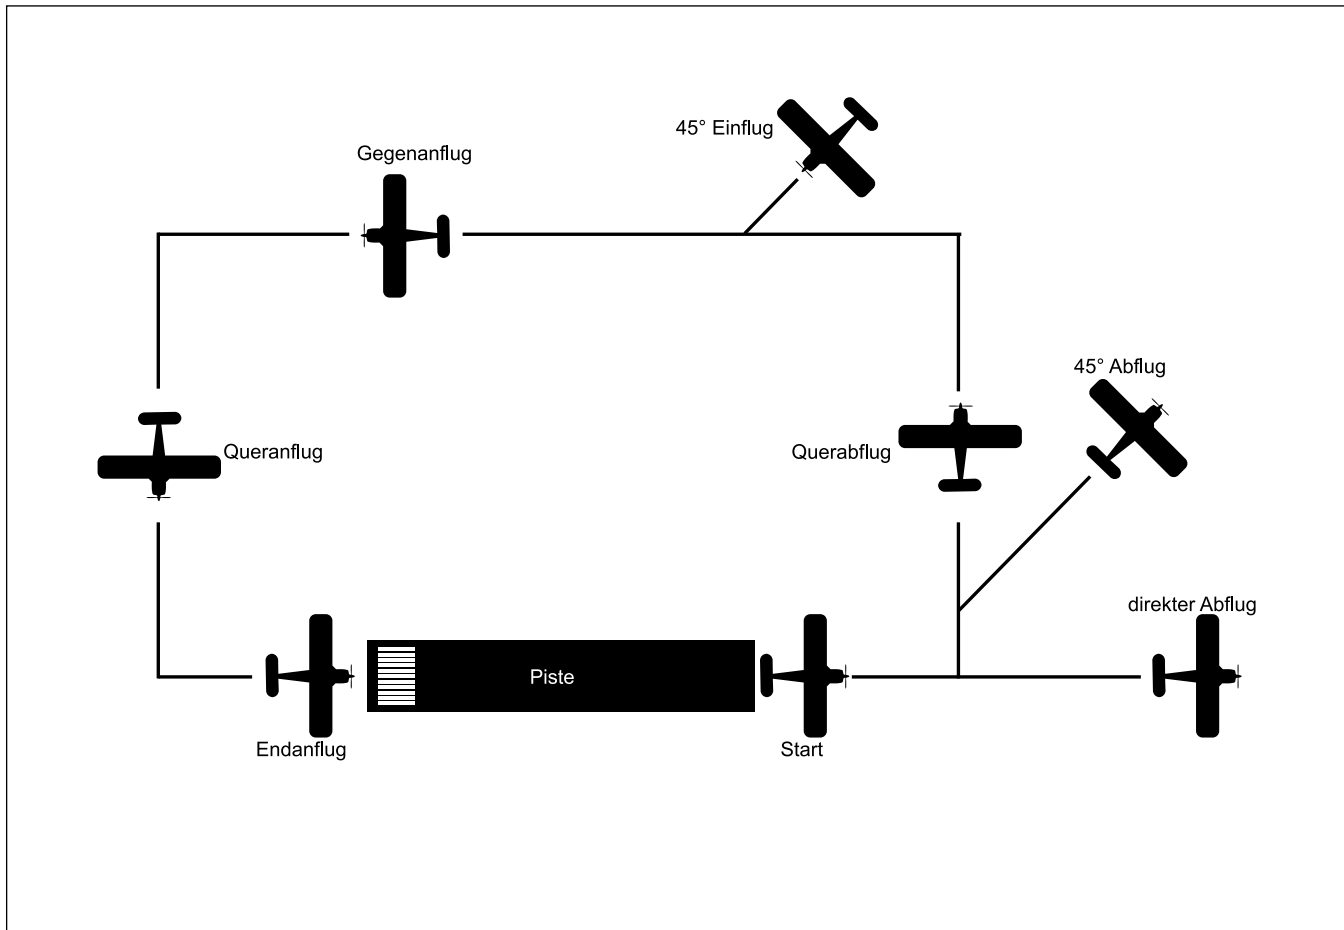 45° Einflug
Gegenanflug
45° Abflug
Queranflug
Querabflug
direkter Abflug
Piste
Endanflug
Start